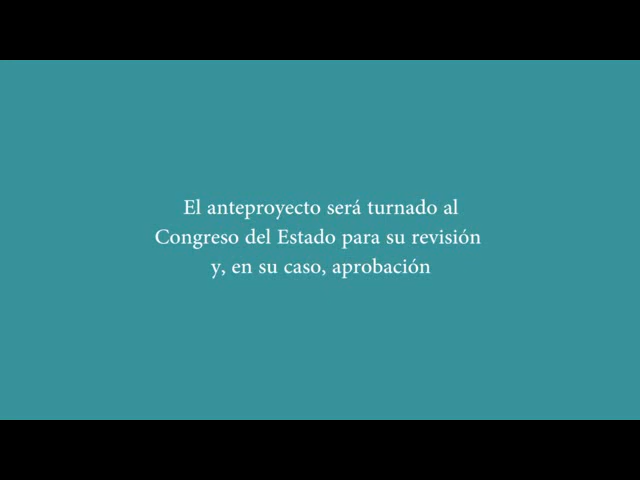 El anteproyecto será turnado al
Congreso del Estado para su revisión
y, en su caso, aprobación